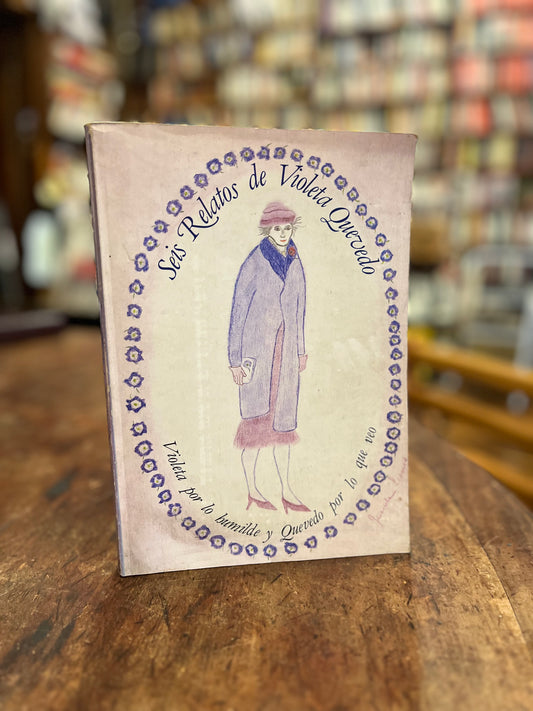 Seis Relatos de Violeta Quevedo
Violeta por lo humilde y Quevedo por lo que veo